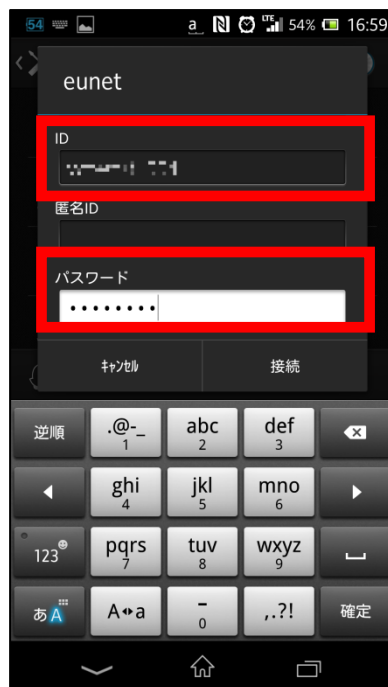 54 a LTE 54% 16:59
eunet
ID
匿名ID
パスワード
••••••••
ｷｬﾝｾﾙ 接続
逆順 .@-_ 1 abc 2 def 3
ghi 4 jkl 5 mno 6
123 pqrs 7 tuv 8 wxyz 9
あA A⇔a – 0 ,.?! 確定